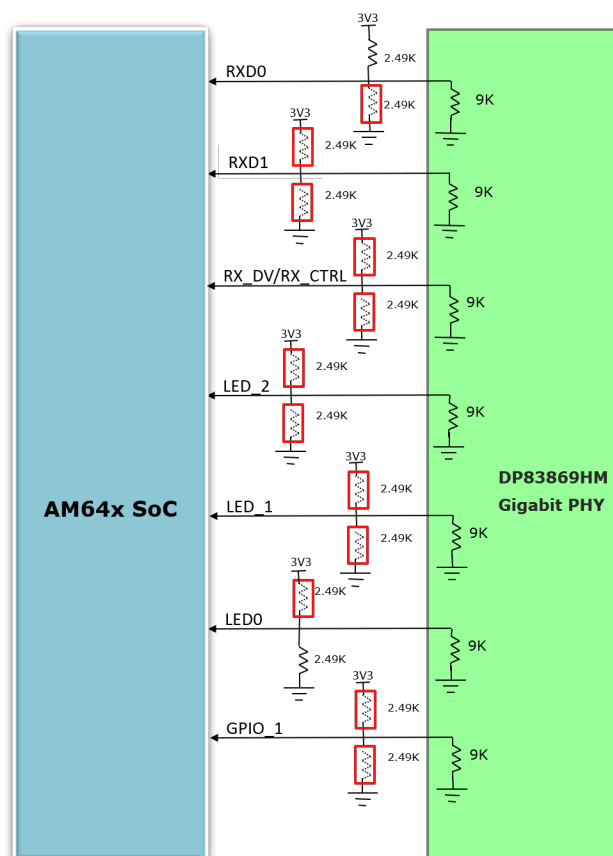 3V3
2.49K
RXD0
2.49K
9K
3V3
2.49K
RXD1
2.49K
9K
3V3
2.49K
RX_DV/RX_CTRL
2.49K
9K
3V3
2.49K
LED_2
2.49K
9K
3V3
2.49K
DP83869HM
Gigabit PHY
AM64x SoC
LED_1
2.49K
9K
3V3
2.49K
LED0
2.49K
9K
3V3
2.49K
GPIO_1
2.49K
9K